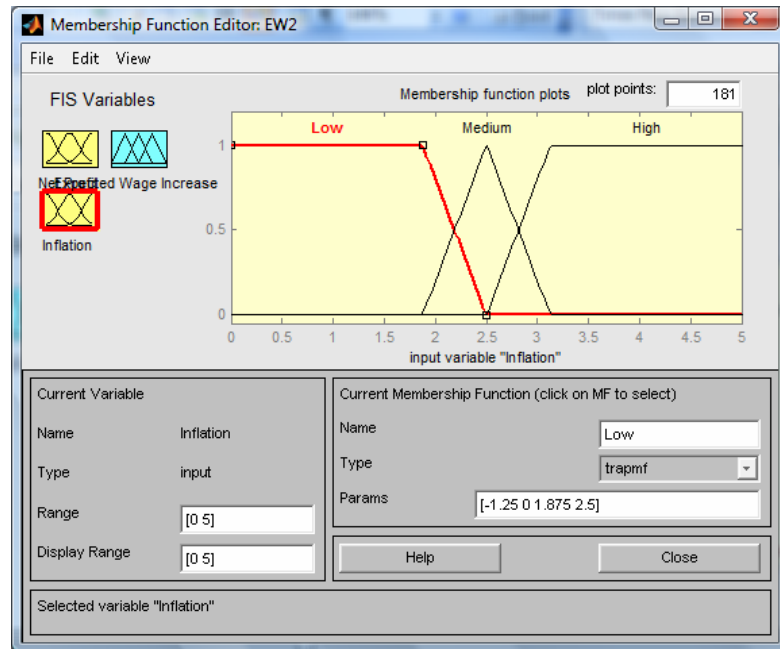 Membership Function Editor: EW2
File Edit View
FIS Variables
Membership function plots plot points: 181
Low Medium High
1
0.5
0
0 0.5 1 1.5 2 2.5 3 3.5 4 4.5 5
input variable "Inflation"
Wage Increase
Inflation
Current Variable
Name Inflation
Type input
Range [0 5]
Display Range [0 5]
Current Membership Function (click on MF to select)
Name Low
Type trapmf
Params [-1.25 0 1.875 2.5]
Help Close
Selected variable "Inflation"